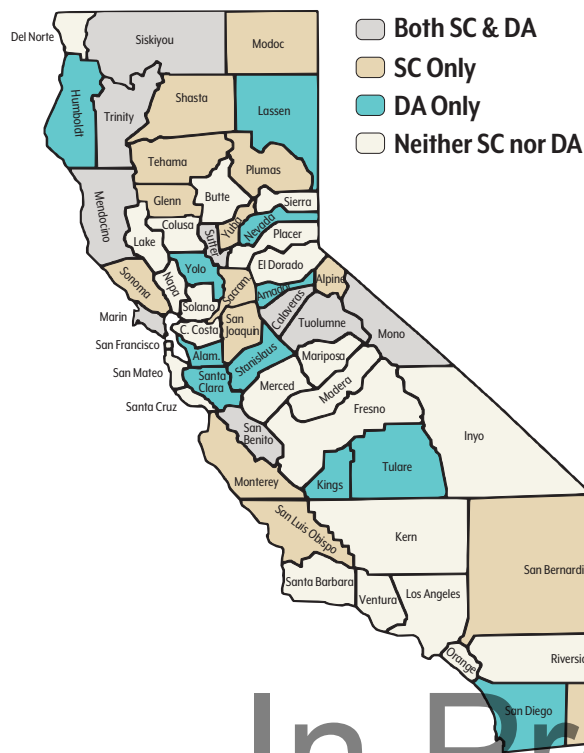 Both SC & DA
SC Only
DA Only
Neither SC nor DA
Del Norte
Siskiyou
Modoc
Humboldt
Trinity
Shasta
Lassen
Tehama
Plumas
Mendocino
Glenn
Butte
Sierra
Colusa
Lake
Sutter
Yuba
Nevada
Placer
Yolo
El Dorado
Sonoma
Napa
Sacram.
Amador
Alpine
Solano
Calaveras
Marin
San
Joaquin
Tuolumne
Mono
C. Costa
San Francisco
Alam.
Stanislaus
Mariposa
San Mateo
Santa
Clara
Merced
Madera
Santa Cruz
Fresno
San
Benito
Inyo
Monterey
Kings
Tulare
San Luis Obispo
Kern
San Bernardi
Santa Barbara
Ventura
Los Angeles
Orange
Riversid
San Diego
In Pr